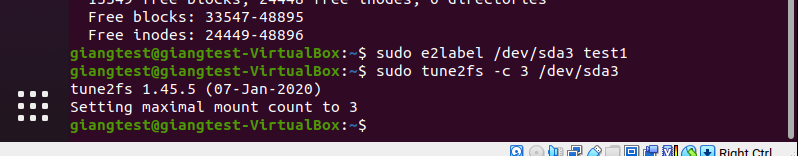 15549 free blocks, 24448 free inodes, 0 directories
Free blocks: 33547-48895
Free inodes: 24449-48896
giangtest@giangtest-VirtualBox:~$ sudo e2label /dev/sda3 test1
giangtest@giangtest-VirtualBox:~$ sudo tune2fs -c 3 /dev/sda3
tune2fs 1.45.5 (07-Jan-2020)
Setting maximal mount count to 3
giangtest@giangtest-VirtualBox:~$
Right Ctrl